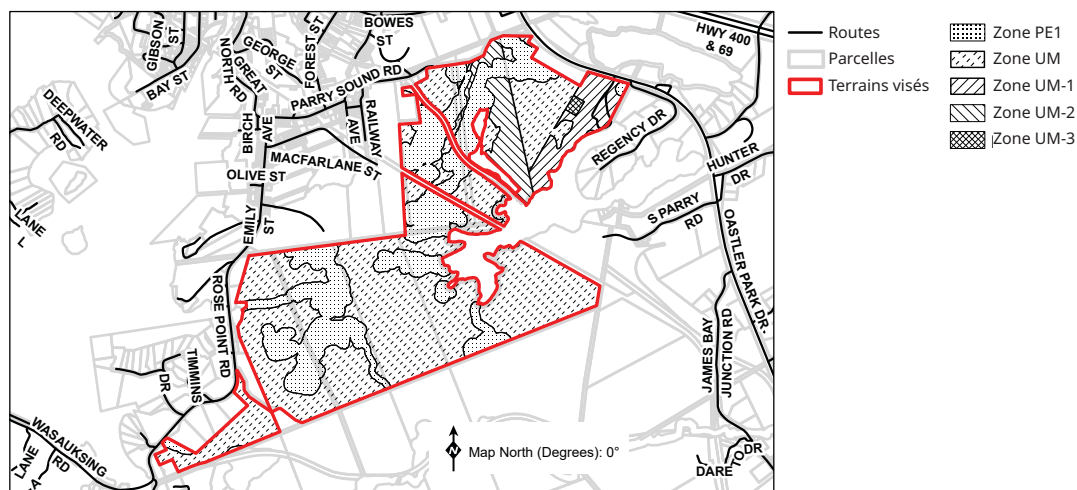 BOWES
ST
GIBSON
ST
BAY ST
GEORGE
ST
FOREST ST
GREAT
NORTH RD
PARRY SOUND RD
HWY 400
& 69
DEEPWATER
RD
BIRCH
AVE
RAILWAY
AVE
MACFARLANE ST
OLIVE ST
REGENCY DR
HUNTER
DR
S PARRY
RD
LANE
L
EMILY
ST
OASTLER PARK DR.
ROSE POINT RD
TIMMINS
DR
JAMES BAY
JUNCTION RD
WASAUKSING
RD
LANE
A
DARE
TO DR
N
Map North (Degrees): 0°
Routes
Parcelles
Terrains visés
Zone PE1
Zone UM
Zone UM-1
Zone UM-2
Zone UM-3